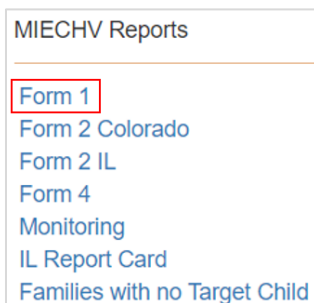 MIECHV Reports
Form 1
Form 2 Colorado
Form 2 IL
Form 4
Monitoring
IL Report Card
Families with no Target Child